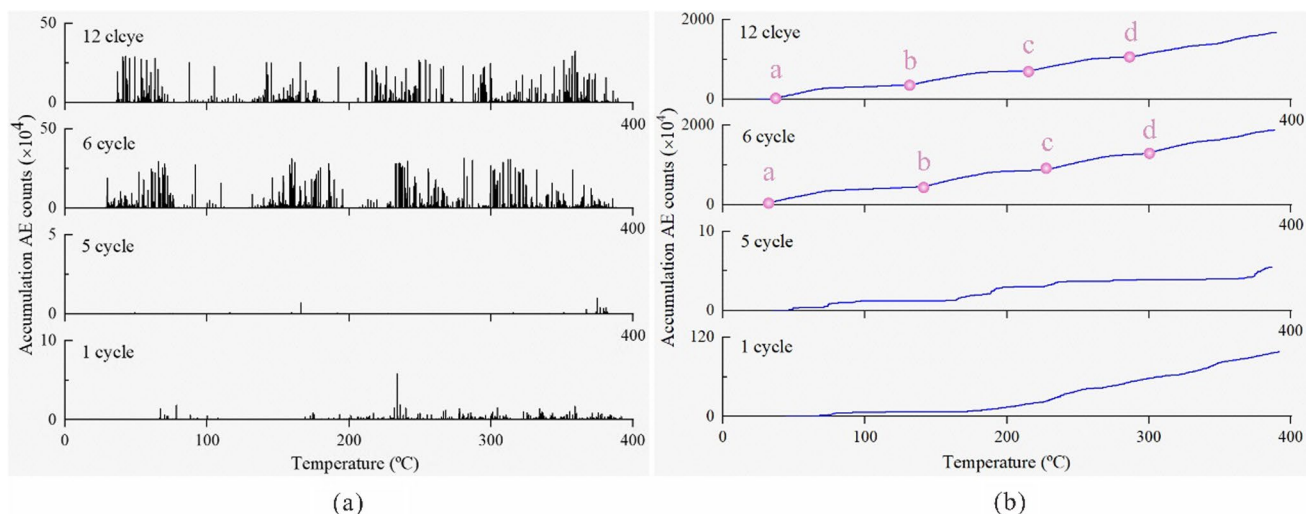 Accumulation AE counts (×10⁴)
50
12 clcye
0
400
50
6 cycle
0
400
5
5 cycle
0
400
10
1 cycle
0
0 100 200 300 400
Temperature (ºC)
(a)
Accumulation AE counts (×10⁴)
2000
12 clcye
a b c d
0
400
2000
6 cycle
a b c d
0
400
10
5 cycle
0
400
120
1 cycle
0
0 100 200 300 400
Temperature (ºC)
(b)